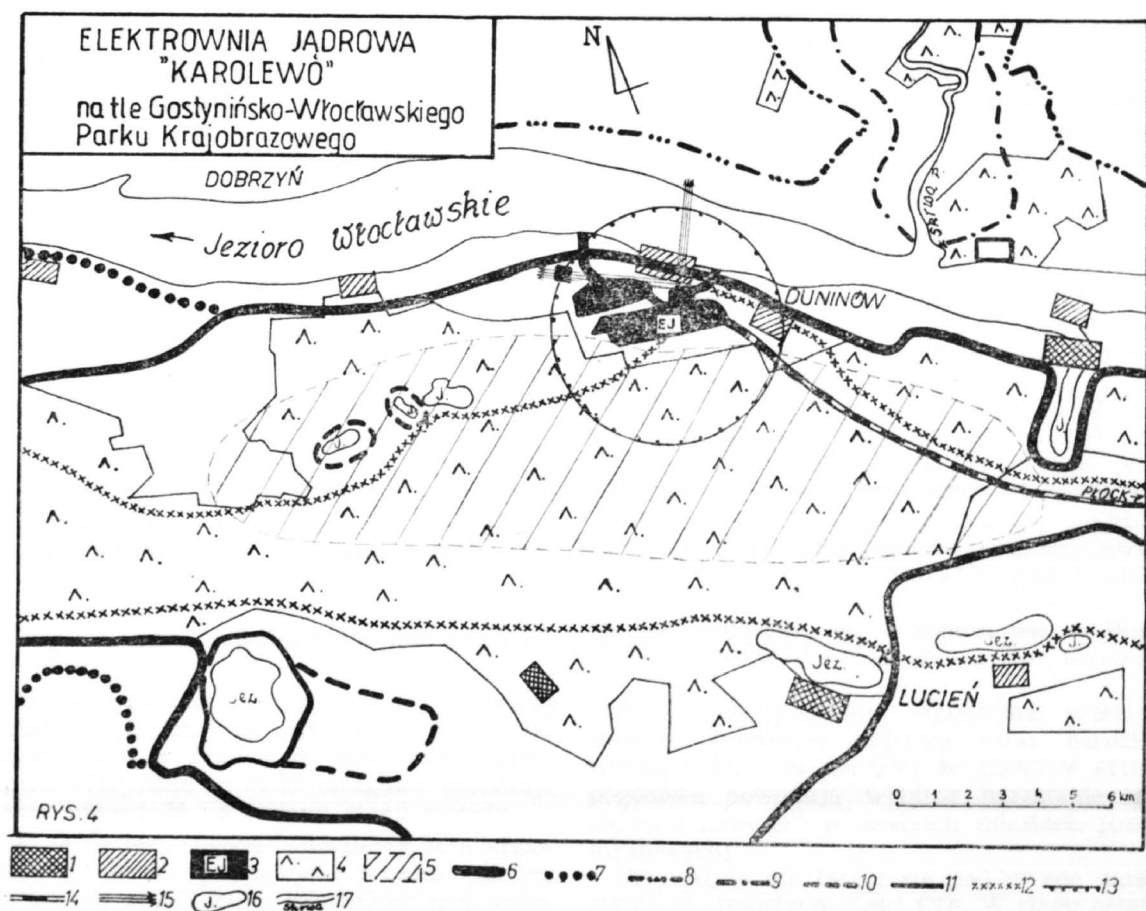 ELEKTROWNIA JĄDROWA
"KAROLEWO"
na tle Gostynińsko-Włocławskiego
Parku Krajobrazowego
N
DOBRZYŃ
Jezioro Włocławskie
SKRWA P.
DUNINÓW
EJ
J.
J.
J.
J.
PŁOCK
Jez.
Jez.
Jez.
J.
LUCIEŃ
0 1 2 3 4 5 6 km
RYS. 4
1 2 EJ 3 4 5 6 7 8 9 10 11 12 13
14 15 J. 16 Skrwa 17